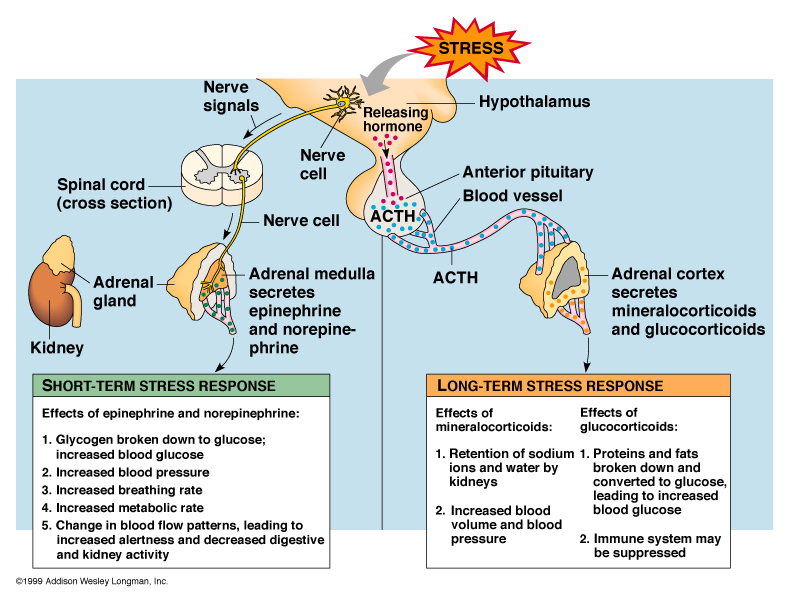 STRESS
Nerve
signals
Releasing
hormone
Hypothalamus
Nerve
cell
Spinal cord
(cross section)
Anterior pituitary
Blood vessel
Nerve cell
ACTH
ACTH
Adrenal
gland
Adrenal medulla
secretes
epinephrine
and norepine-
phrine
Adrenal cortex
secretes
mineralocorticoids
and glucocorticoids
Kidney
SHORT-TERM STRESS RESPONSE
Effects of epinephrine and norepinephrine:
1. Glycogen broken down to glucose;
increased blood glucose
2. Increased blood pressure
3. Increased breathing rate
4. Increased metabolic rate
5. Change in blood flow patterns, leading to
increased alertness and decreased digestive
and kidney activity
LONG-TERM STRESS RESPONSE
Effects of
mineralocorticoids:
1. Retention of sodium
ions and water by
kidneys
2. Increased blood
volume and blood
pressure
Effects of
glucocorticoids:
1. Proteins and fats
broken down and
converted to glucose,
leading to increased
blood glucose
2. Immune system may
be suppressed
©1999 Addison Wesley Longman, Inc.